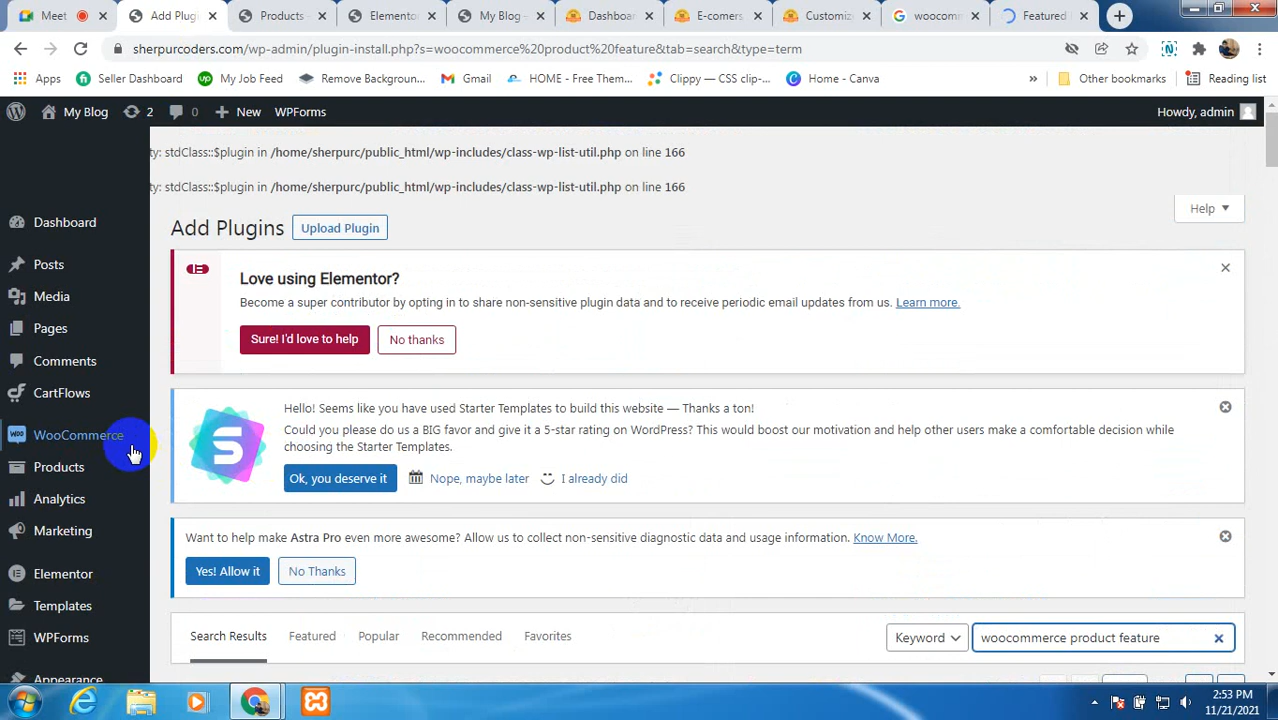 Meet
Add Plugi
Products -
Elementor
My Blog –
Dashboar
E-comers
Customiz
woocomm
Featured
sherpurcoders.com/wp-admin/plugin-install.php?s=woocommerce%20product%20feature&tab=search&type=term
Apps
Seller Dashboard
My Job Feed
Remove Backgroun...
Gmail
HOME - Free Them...
Clippy — CSS clip-...
Home - Canva
»
Other bookmarks
Reading list
My Blog
2
0
New
WPForms
Howdy, admin
ty: stdClass::$plugin in /home/sherpurc/public_html/wp-includes/class-wp-list-util.php on line 166
ty: stdClass::$plugin in /home/sherpurc/public_html/wp-includes/class-wp-list-util.php on line 166
Help
Dashboard
Posts
Media
Pages
Comments
CartFlows
WooCommerce
Products
Analytics
Marketing
Elementor
Templates
WPForms
Appearance
Add Plugins
Upload Plugin
Love using Elementor?
Become a super contributor by opting in to share non-sensitive plugin data and to receive periodic email updates from us. Learn more.
Sure! I'd love to help
No thanks
Hello! Seems like you have used Starter Templates to build this website — Thanks a ton!
Could you please do us a BIG favor and give it a 5-star rating on WordPress? This would boost our motivation and help other users make a comfortable decision while
choosing the Starter Templates.
Ok, you deserve it
Nope, maybe later
I already did
Want to help make Astra Pro even more awesome? Allow us to collect non-sensitive diagnostic data and usage information. Know More.
Yes! Allow it
No Thanks
Search Results
Featured
Popular
Recommended
Favorites
Keyword
woocommerce product feature
2:53 PM
11/21/2021